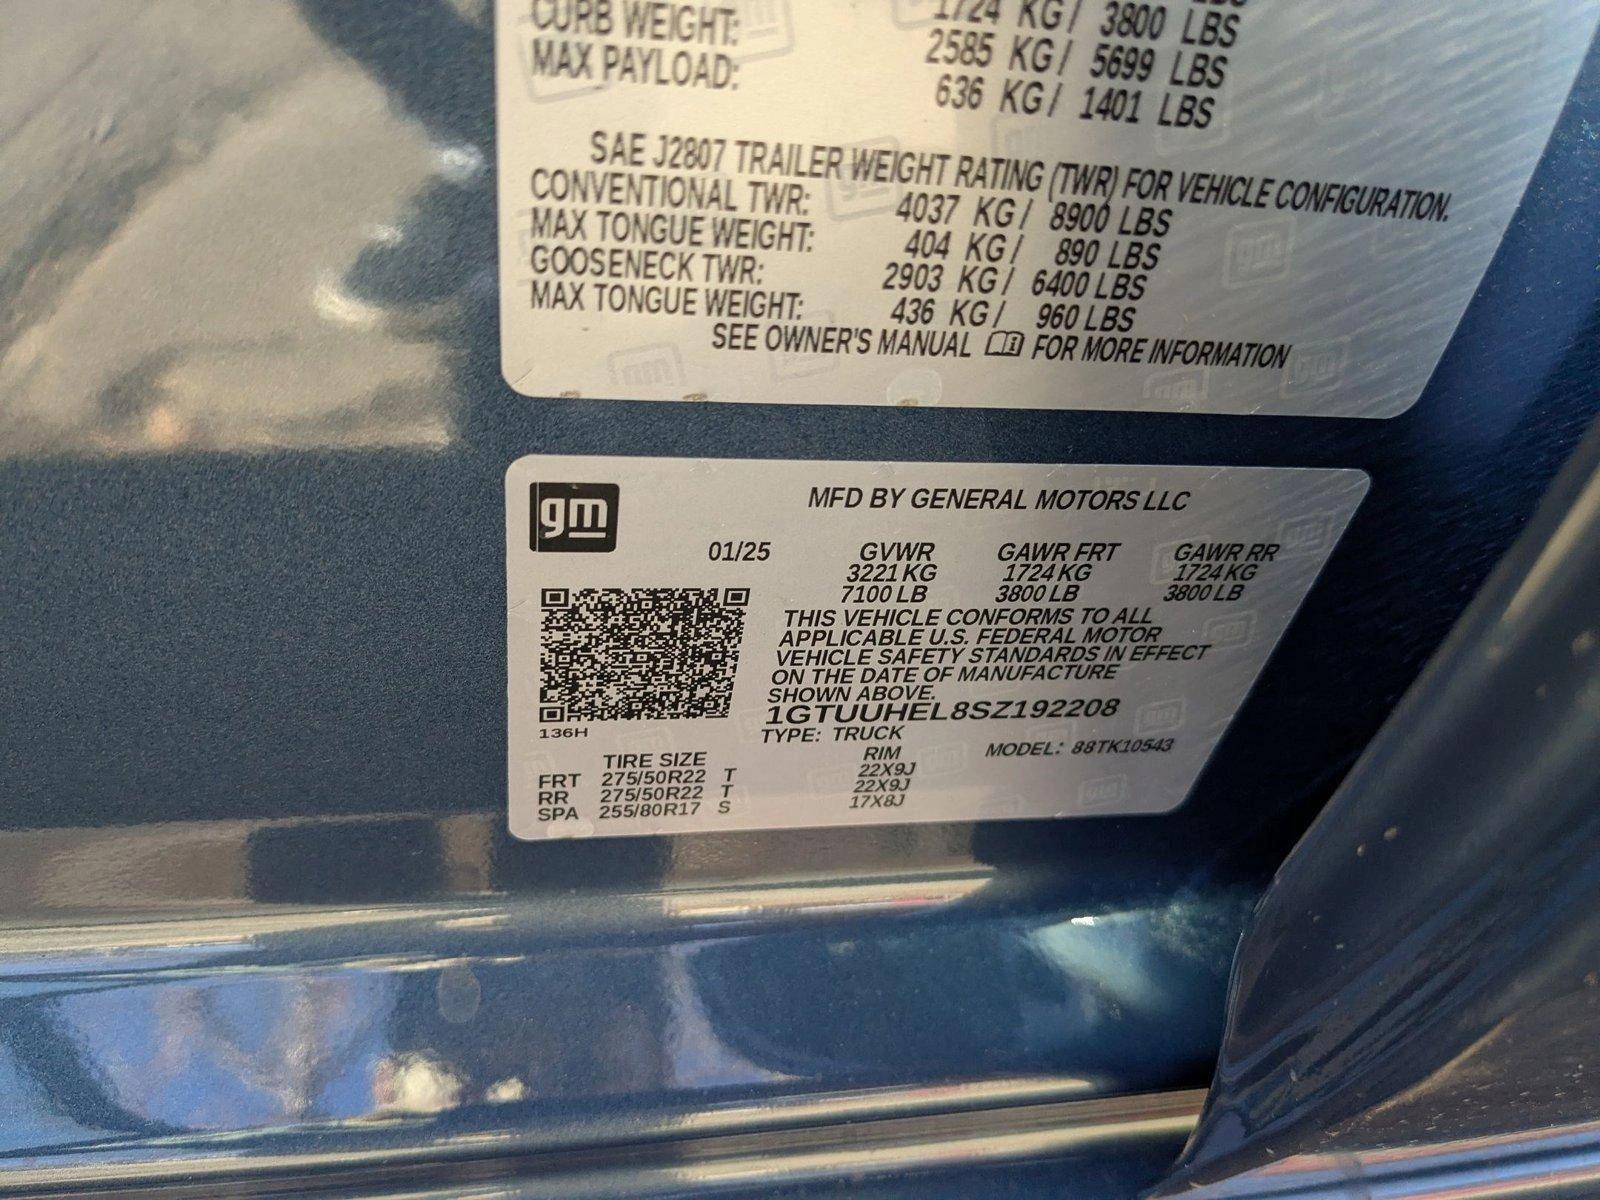 LBS
CURB WEIGHT: 1724 KG/ 3800 LBS
MAX PAYLOAD: 2585 KG/ 5699 LBS
636 KG/ 1401 LBS
SAE J2807 TRAILER WEIGHT RATING (TWR) FOR VEHICLE CONFIGURATION.
CONVENTIONAL TWR: 4037 KG/ 8900 LBS
MAX TONGUE WEIGHT: 404 KG/ 890 LBS
GOOSENECK TWR: 2903 KG/ 6400 LBS
MAX TONGUE WEIGHT: 436 KG/ 960 LBS
SEE OWNER'S MANUAL FOR MORE INFORMATION
gm
MFD BY GENERAL MOTORS LLC
01/25 GVWR GAWR FRT GAWR RR
3221 KG 1724 KG 1724 KG
7100 LB 3800 LB 3800 LB
THIS VEHICLE CONFORMS TO ALL
APPLICABLE U.S. FEDERAL MOTOR
VEHICLE SAFETY STANDARDS IN EFFECT
ON THE DATE OF MANUFACTURE
SHOWN ABOVE.
1GTUUHEL8SZ192208
136H
TYPE: TRUCK MODEL: 88TK10543
TIRE SIZE RIM
FRT 275/50R22 T 22X9J
RR 275/50R22 T 22X9J
SPA 255/80R17 S 17X8J